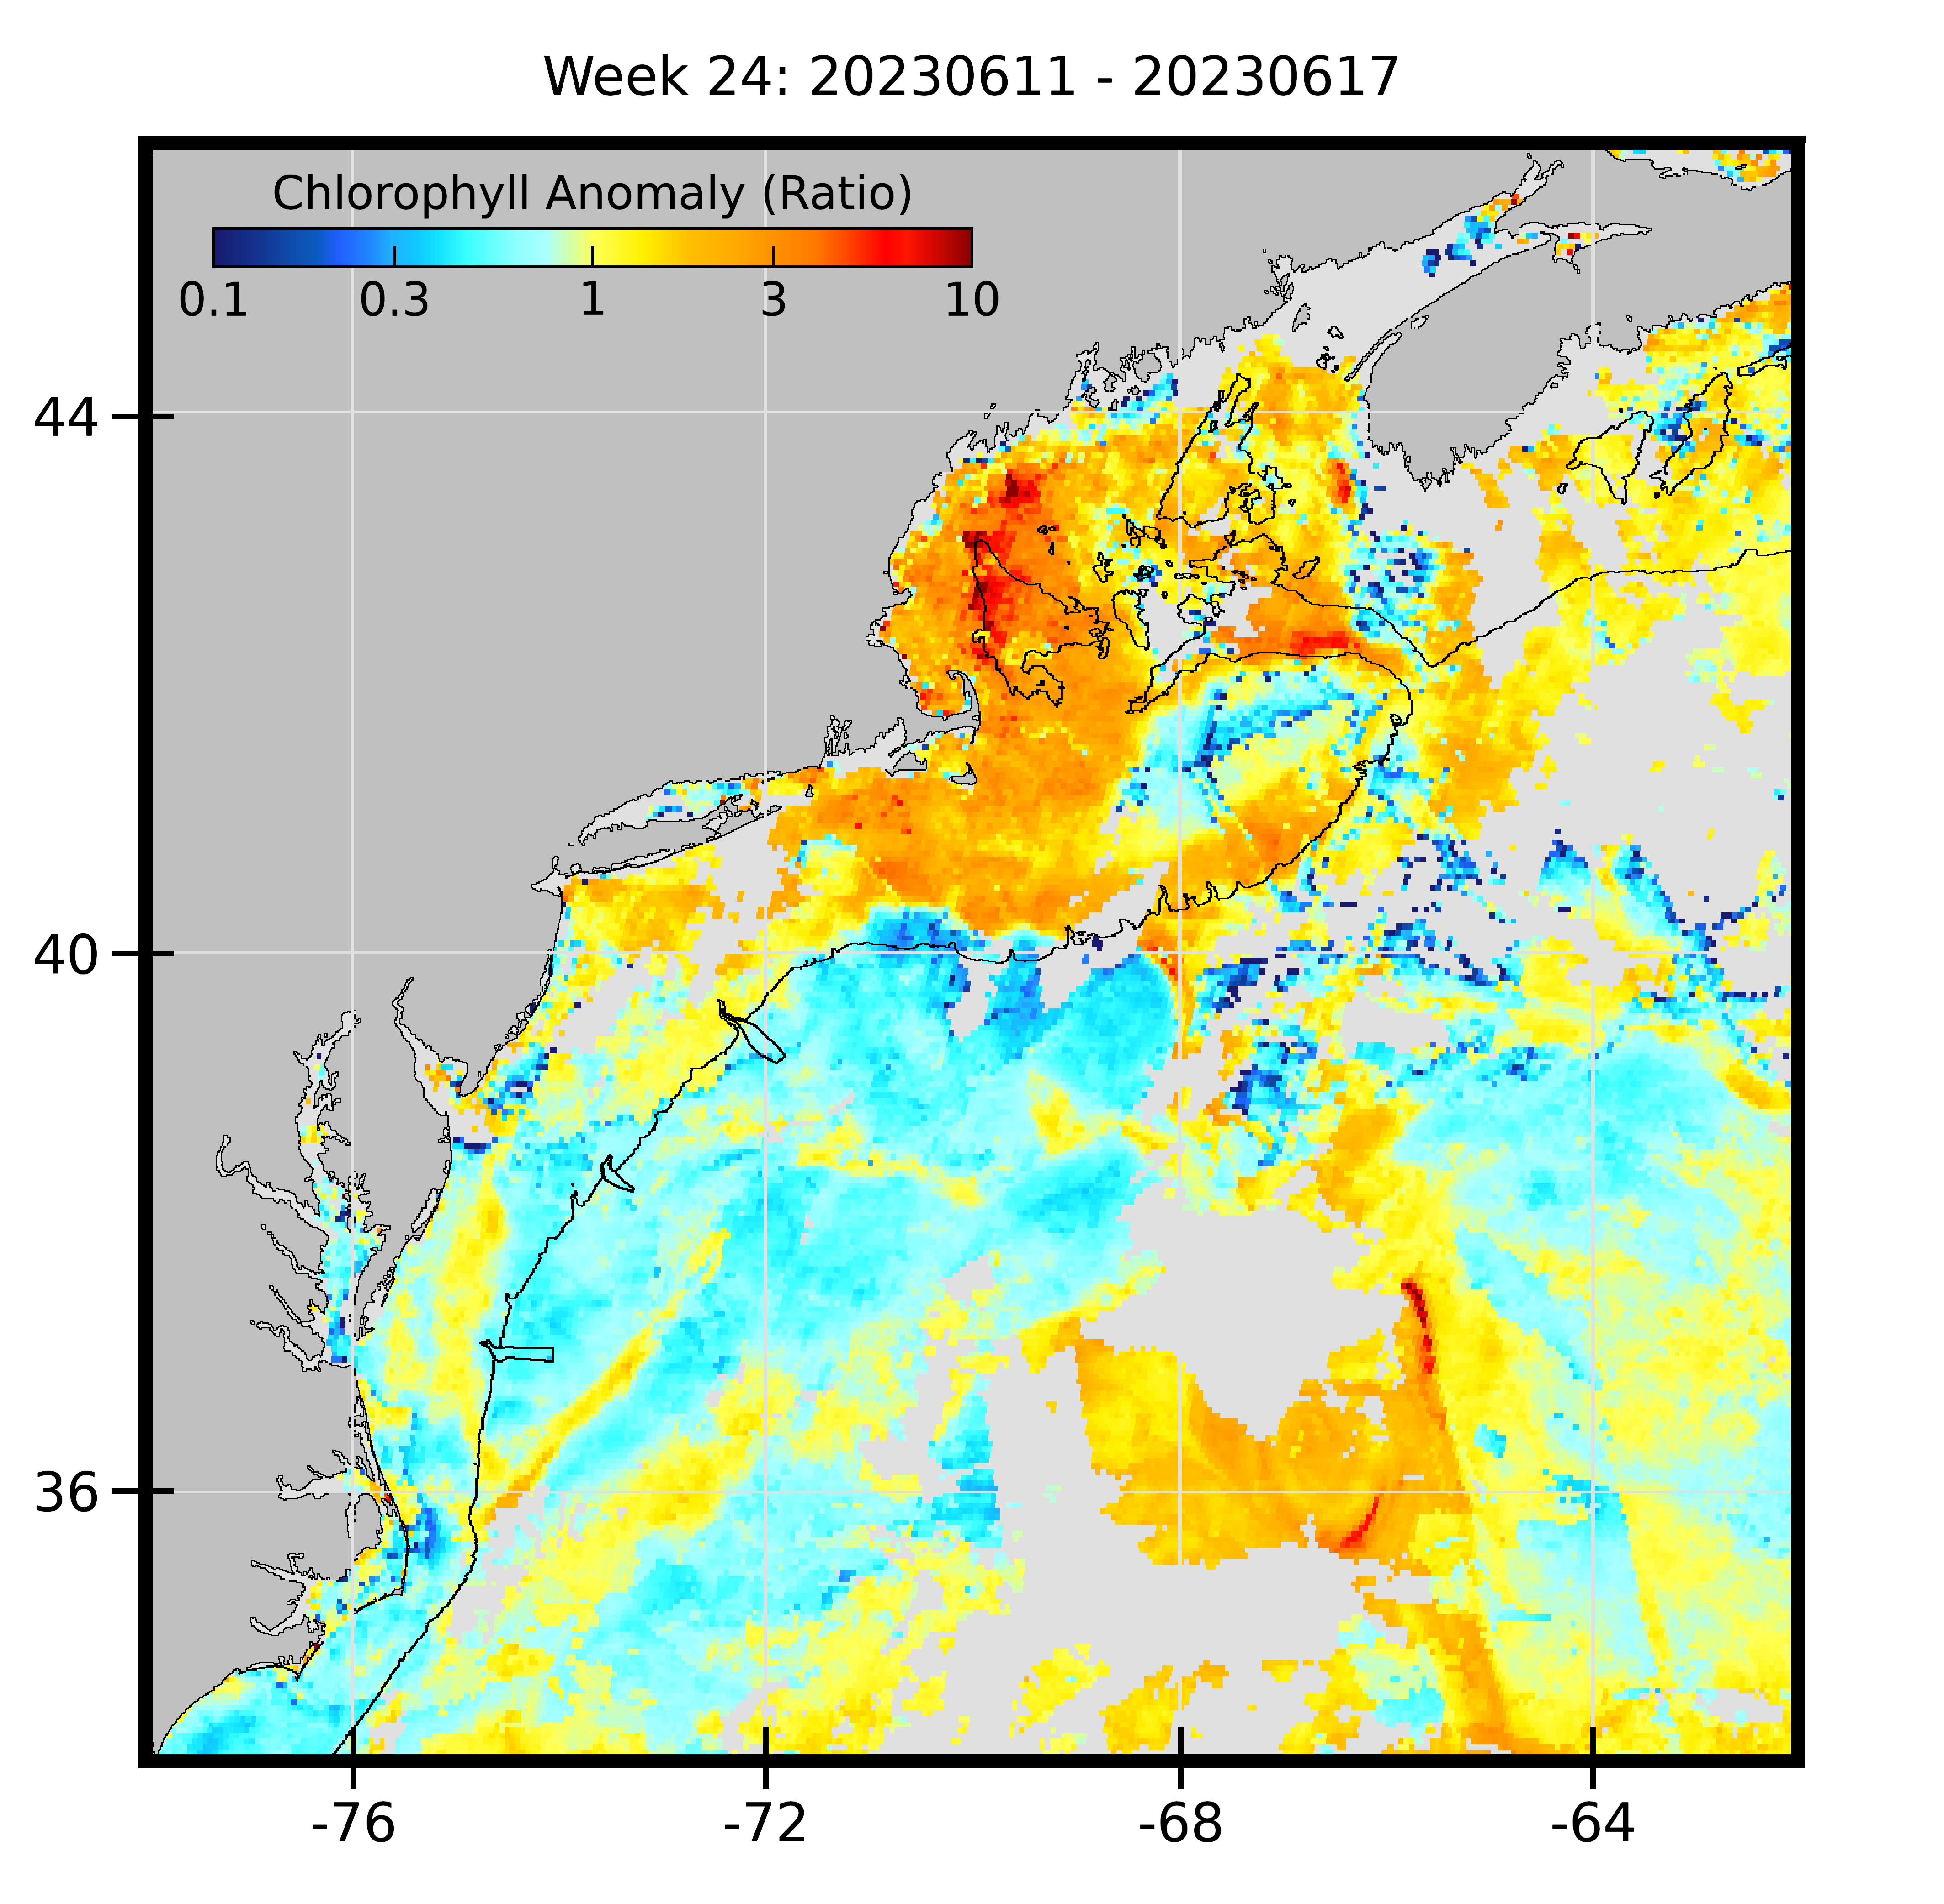 Week 24: 20230611 - 20230617
Chlorophyll Anomaly (Ratio)
0.1 0.3 1 3 10
44
40
36
-76 -72 -68 -64